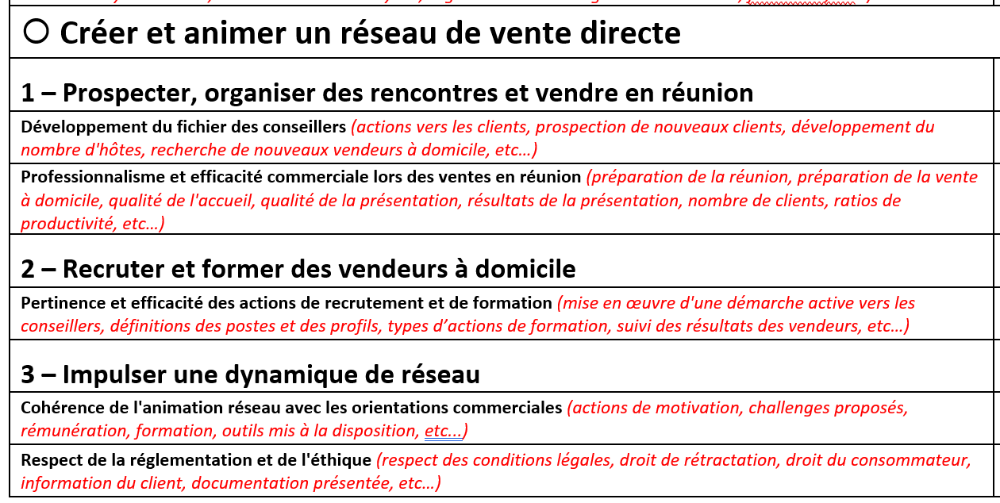 ○ Créer et animer un réseau de vente directe
1 – Prospecter, organiser des rencontres et vendre en réunion
Développement du fichier des conseillers (actions vers les clients, prospection de nouveaux clients, développement du
nombre d'hôtes, recherche de nouveaux vendeurs à domicile, etc...)
Professionnalisme et efficacité commerciale lors des ventes en réunion (préparation de la réunion, préparation de la vente
à domicile, qualité de l'accueil, qualité de la présentation, résultats de la présentation, nombre de clients, ratios de
productivité, etc...)
2 – Recruter et former des vendeurs à domicile
Pertinence et efficacité des actions de recrutement et de formation (mise en œuvre d'une démarche active vers les
conseillers, définitions des postes et des profils, types d’actions de formation, suivi des résultats des vendeurs, etc...)
3 – Impulser une dynamique de réseau
Cohérence de l'animation réseau avec les orientations commerciales (actions de motivation, challenges proposés,
rémunération, formation, outils mis à la disposition, etc...)
Respect de la réglementation et de l'éthique (respect des conditions légales, droit de rétractation, droit du consommateur,
information du client, documentation présentée, etc...)